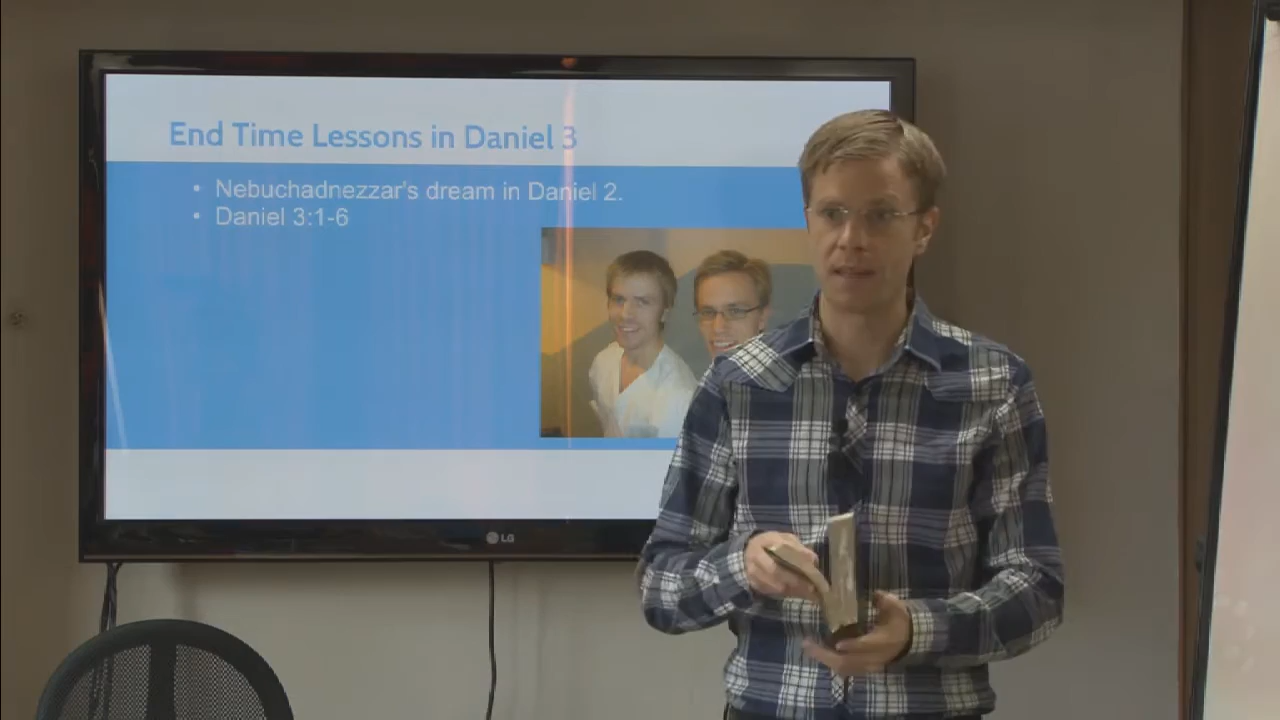 End Time Lessons in Daniel 3
• Nebuchadnezzar's dream in Daniel 2.
• Daniel 3:1-6
LG